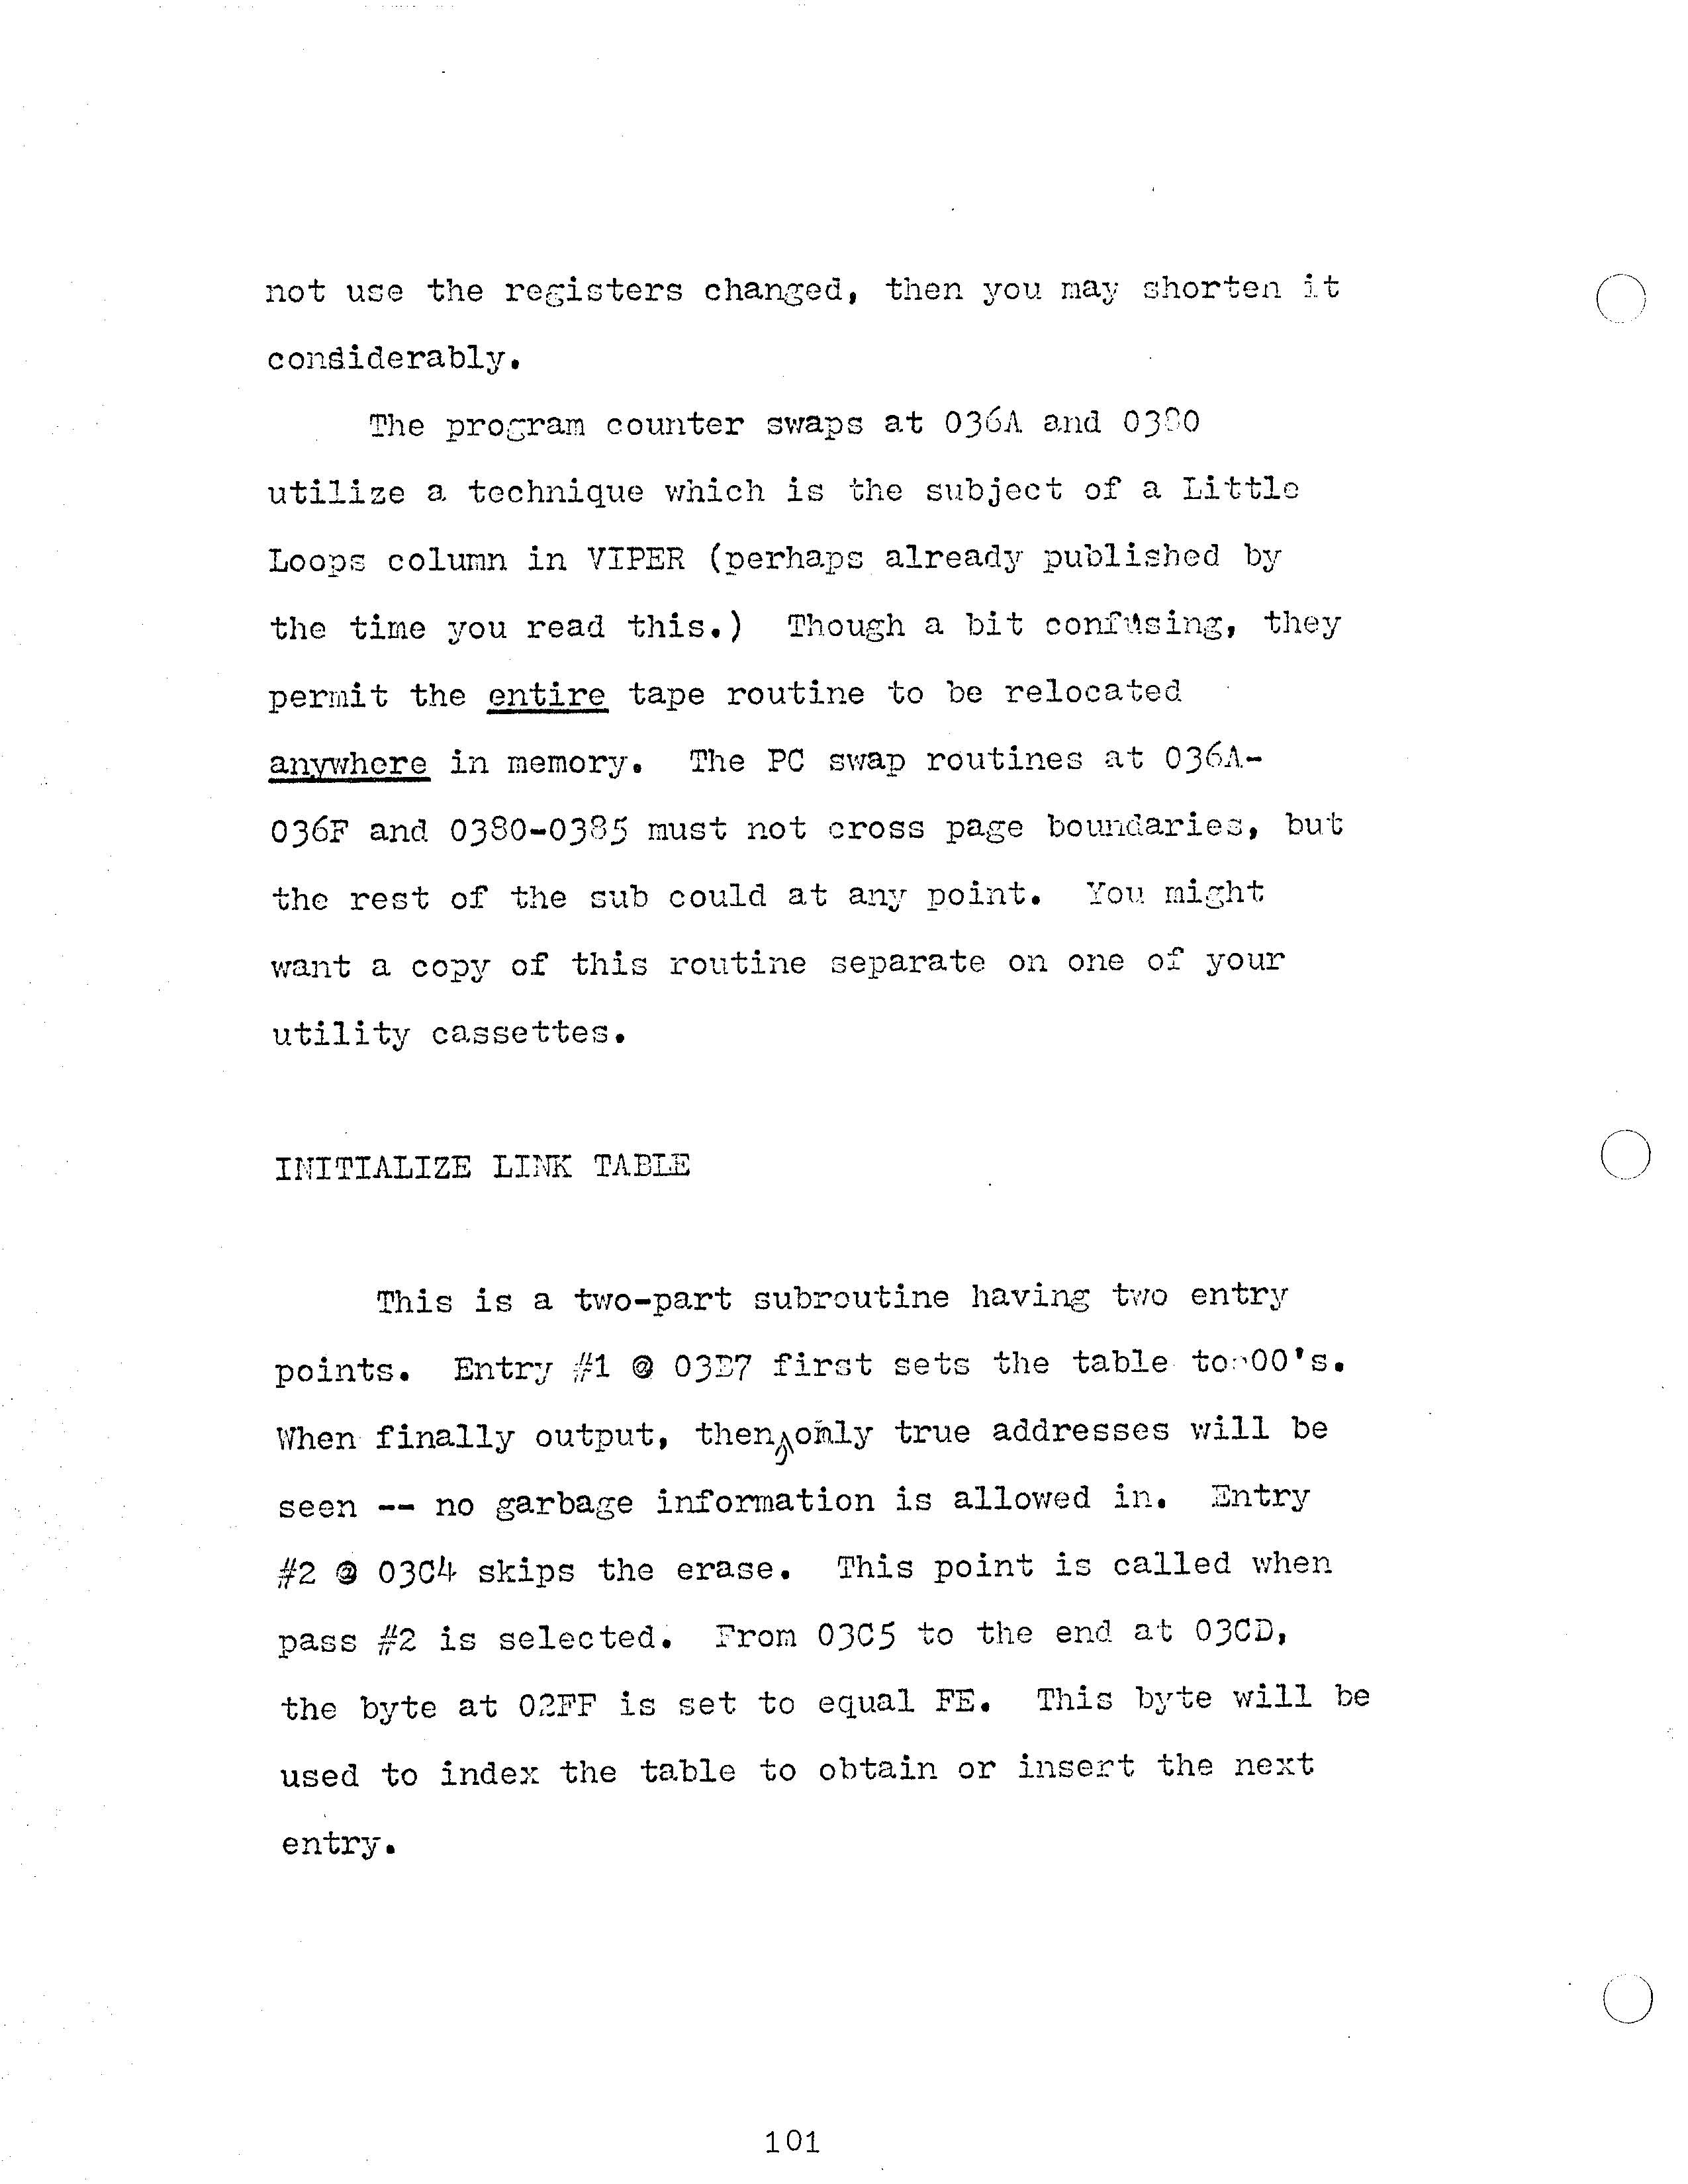 not use the registers changed, then you may shorten it
considerably.
The program counter swaps at 036A and 0380
utilize a technique which is the subject of a Little
Loops column in VIPER (perhaps already published by
the time you read this.)  Though a bit confusing, they
permit the entire tape routine to be relocated
anywhere in memory.  The PC swap routines at 036A-
036F and 0380-0385 must not cross page boundaries, but
the rest of the sub could at any point.  You might
want a copy of this routine separate on one of your
utility cassettes.
INITIALIZE LINK TABLE
This is a two-part subroutine having two entry
points.  Entry #1 @ 03B7 first sets the table to 00's.
When finally output, then, only true addresses will be
seen -- no garbage information is allowed in.  Entry
#2 @ 03C4 skips the erase.  This point is called when
pass #2 is selected.  From 03C5 to the end at 03CD,
the byte at 02FF is set to equal FE.  This byte will be
used to index the table to obtain or insert the next
entry.
101